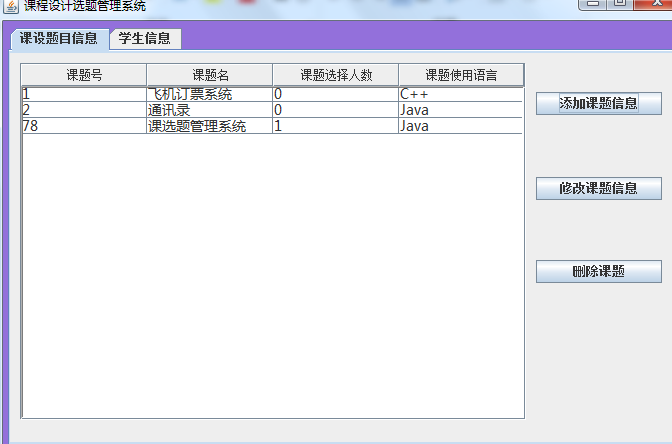 课程设计选题管理系统
课设题目信息 学生信息
课题号 课题名 课题选择人数 课题使用语言
1 飞机订票系统 0 C++
2 通讯录 0 Java
78 课选题管理系统 1 Java
添加课题信息
修改课题信息
删除课题